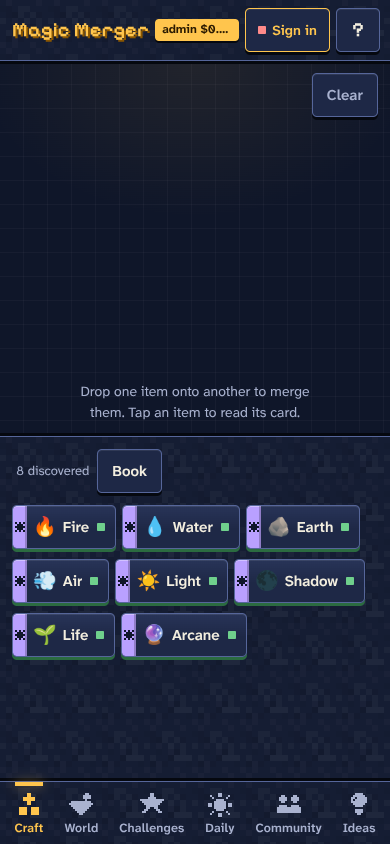 Magic Merger admin $0.... Sign in ?
Clear
Drop one item onto another to merge
them. Tap an item to read its card.
8 discovered Book
Fire Water Earth
Air Light Shadow
Life Arcane
Craft World Challenges Daily Community Ideas